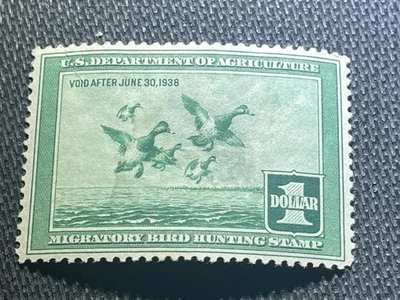 U.S. DEPARTMENT OF AGRICULTURE
VOID AFTER JUNE 30, 1938
1
DOLLAR
MIGRATORY BIRD HUNTING STAMP